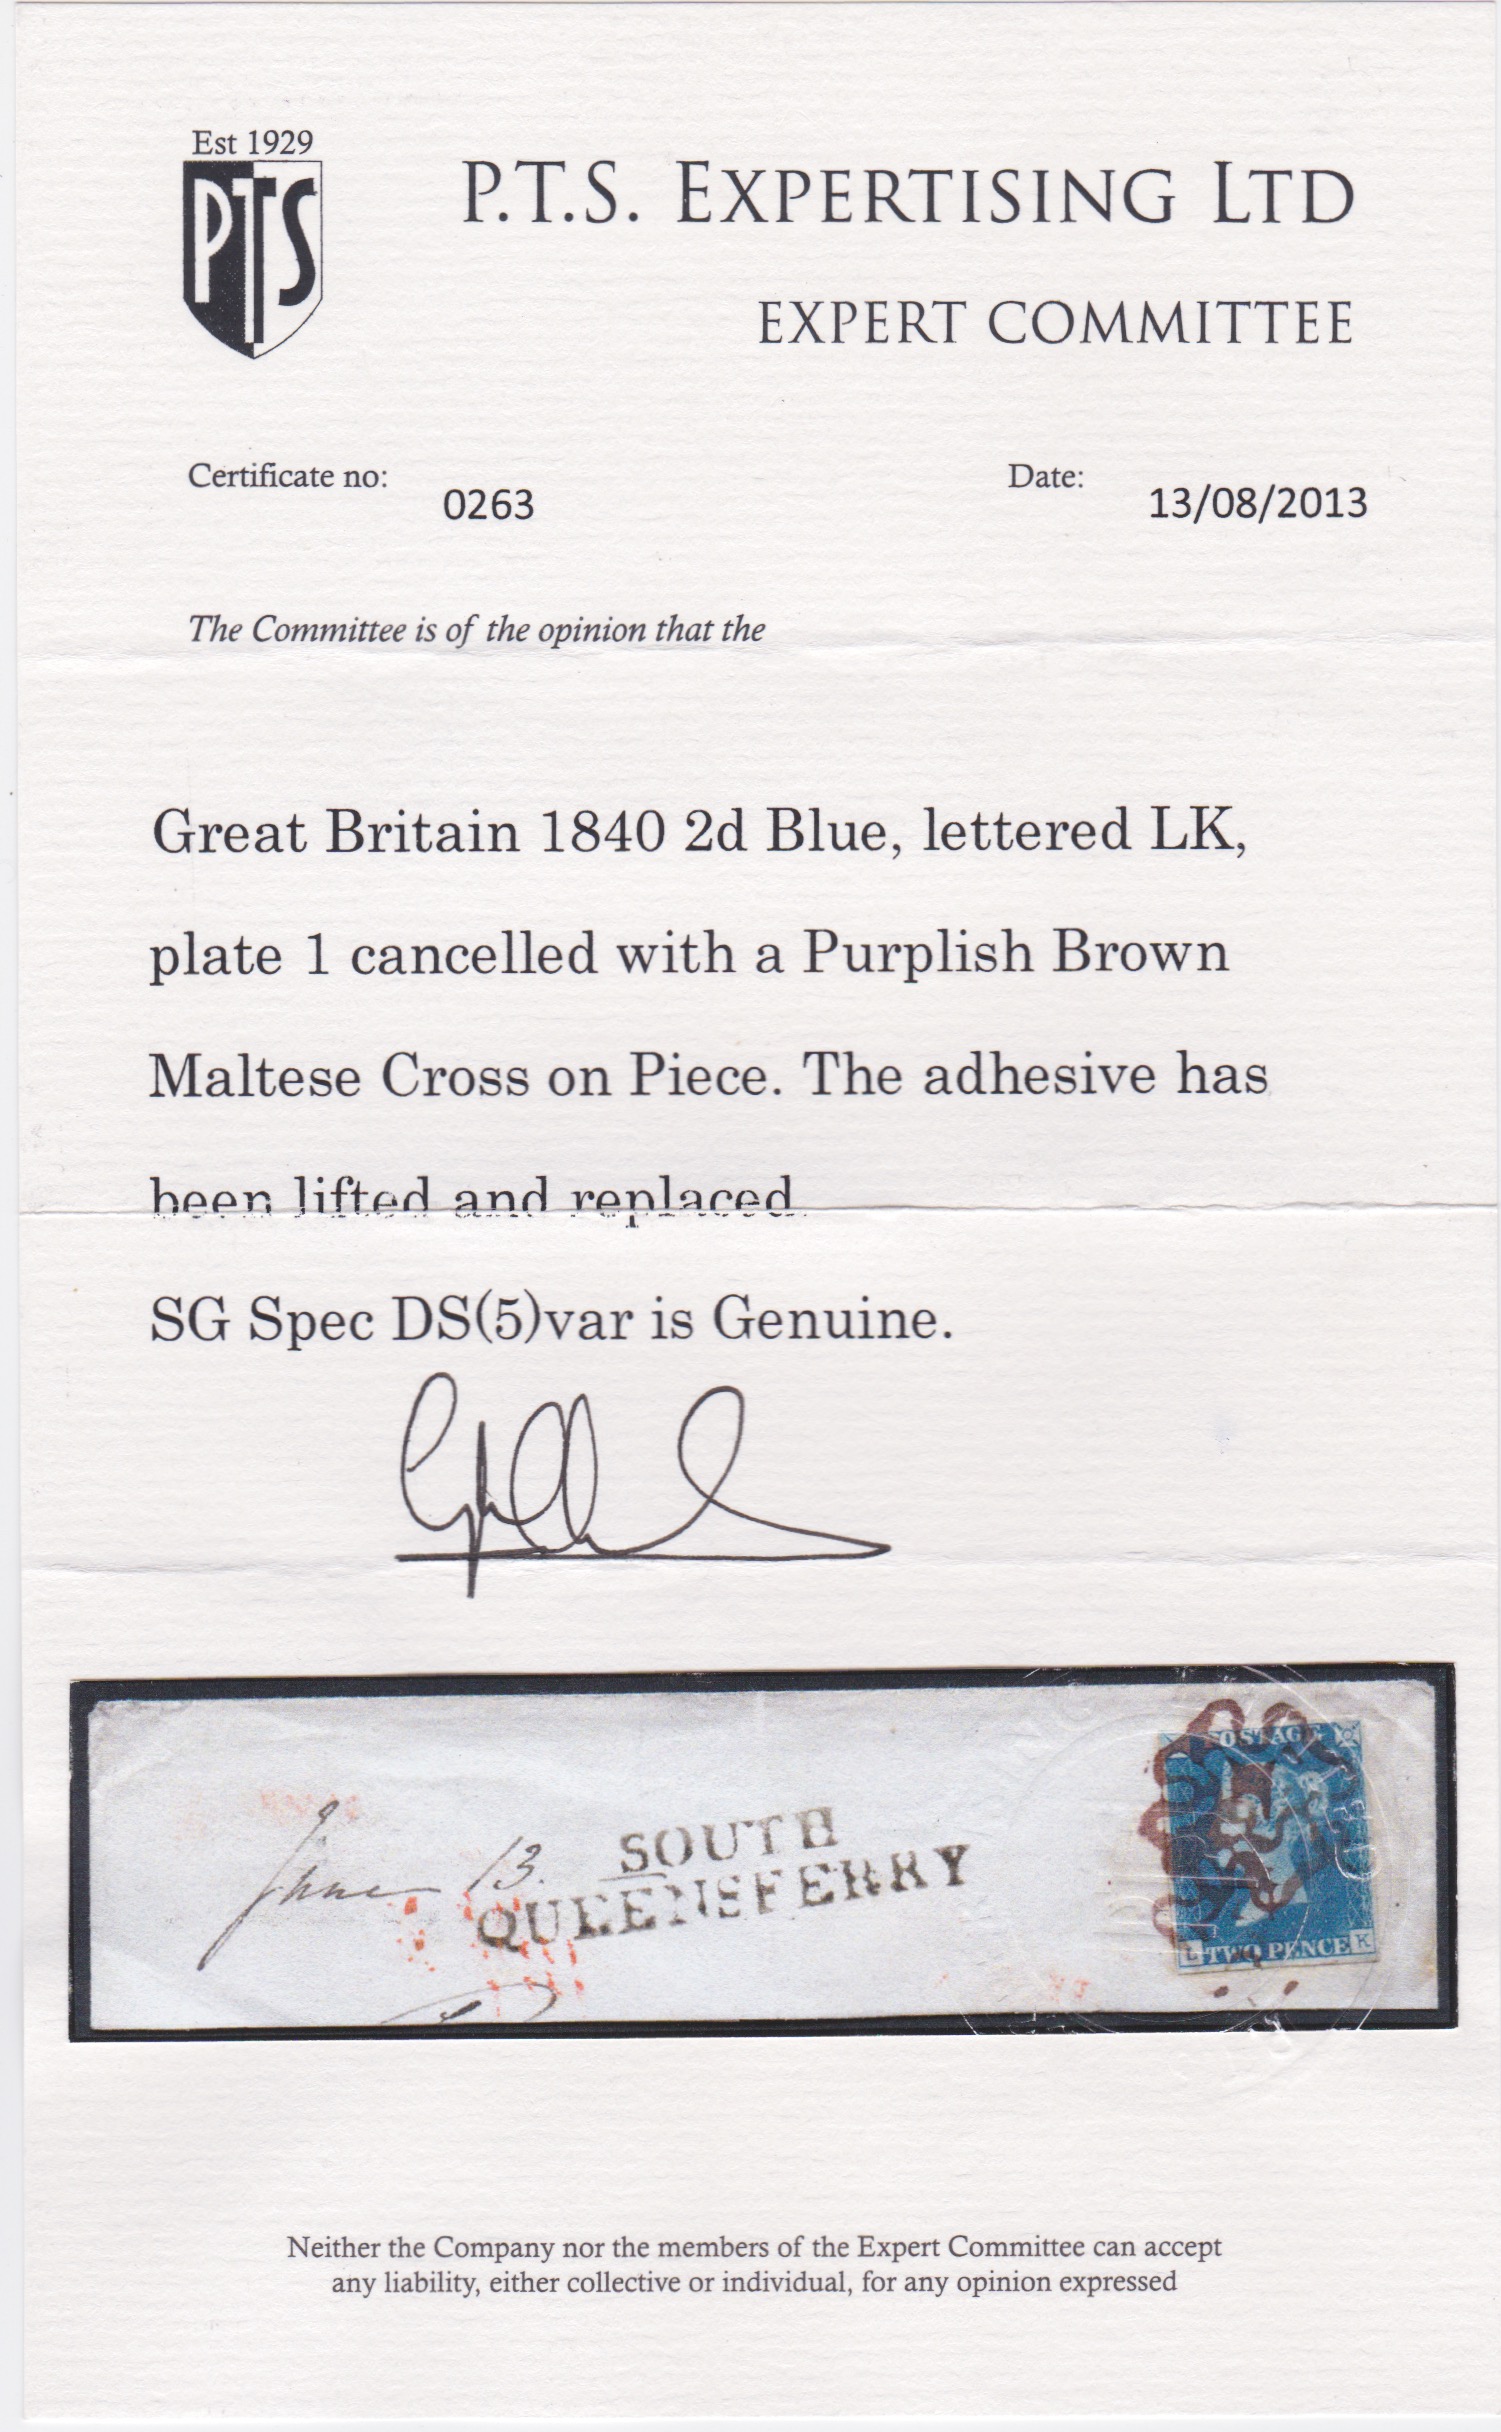 Est 1929
PTS
P.T.S. EXPERTISING LTD
EXPERT COMMITTEE
Certificate no:
0263
Date:
13/08/2013
The Committee is of the opinion that the
Great Britain 1840 2d Blue, lettered LK,
plate 1 cancelled with a Purplish Brown
Maltese Cross on Piece. The adhesive has
been lifted and replaced.
SG Spec DS(5)var is Genuine.
June 13.
SOUTH
QUEENSFERRY
POSTAGE
L TWO PENCE K
Neither the Company nor the members of the Expert Committee can accept
any liability, either collective or individual, for any opinion expressed